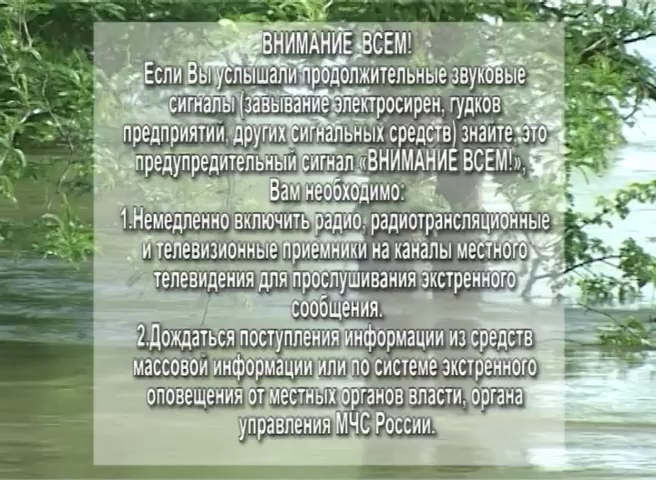 ВНИМАНИЕ ВСЕМ!
Если Вы услышали продолжительные звуковые
сигналы (завывание электросирен, гудков
предприятий, других сигнальных средств) знайте, это
предупредительный сигнал «ВНИМАНИЕ ВСЕМ!»,
Вам необходимо:
1.Немедленно включить радио, радиотрансляционные
и телевизионные приемники на каналы местного
телевидения для прослушивания экстренного
сообщения.
2.Дождаться поступления информации из средств
массовой информации или по системе экстренного
оповещения от местных органов власти, органа
управления МЧС России.